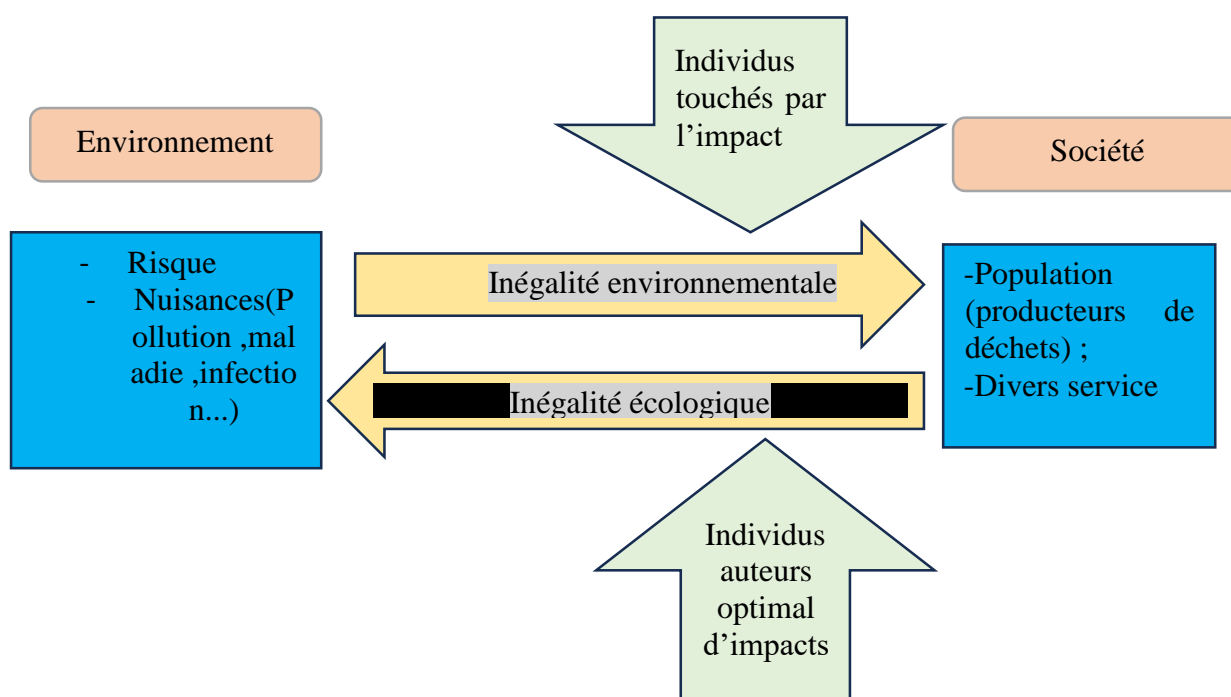 Individus
touchés par
l’impact
Environnement
Société
- Risque
- Nuisances(P
ollution ,mal
adie ,infectio
n...)
Inégalité environnementale
-Population
(producteurs de
déchets) ;
-Divers service
Inégalité écologique
Individus
auteurs
optimal
d’impacts